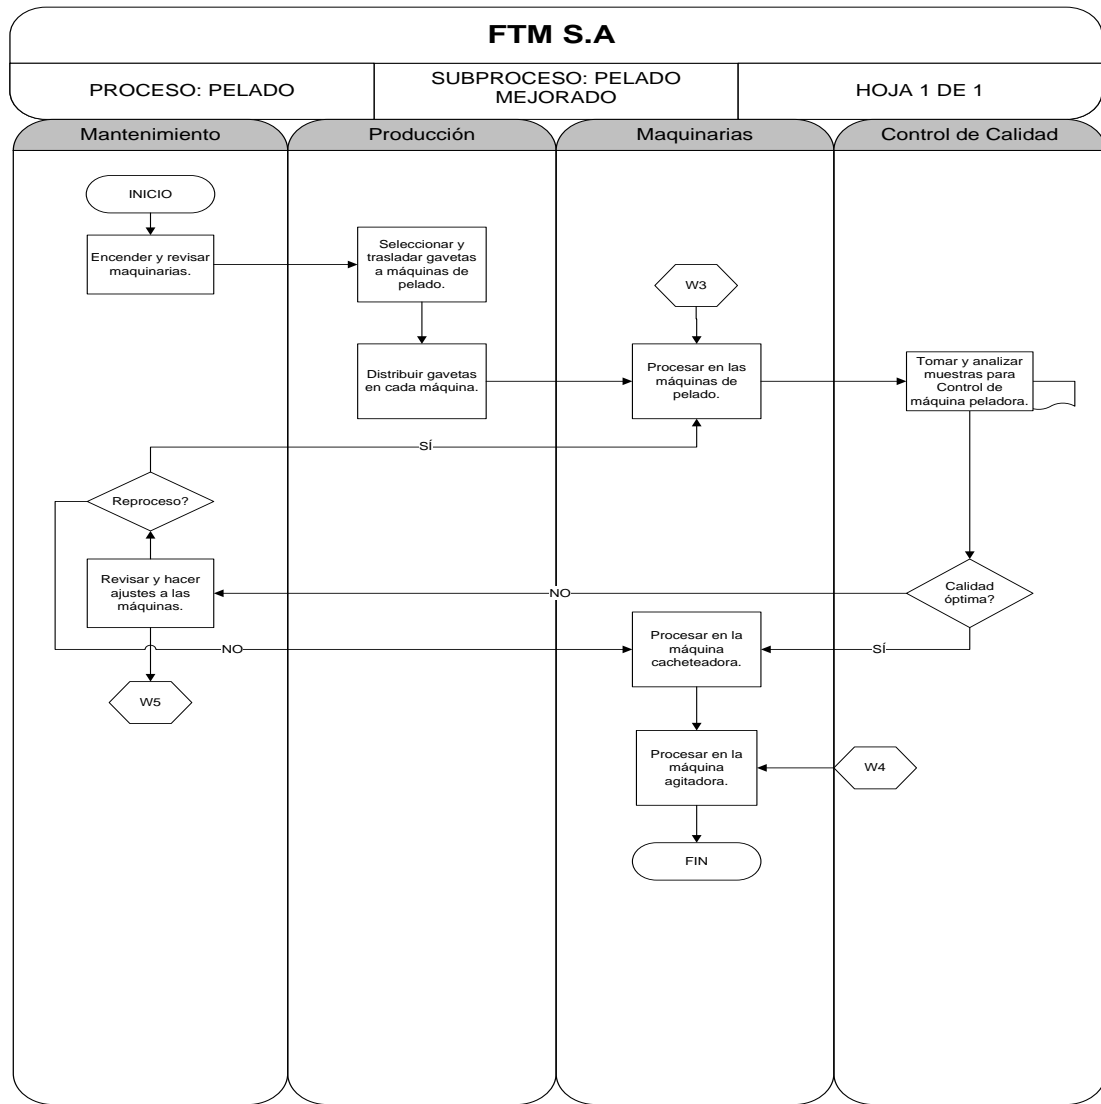 FTM S.A
PROCESO: PELADO
SUBPROCESO: PELADO
MEJORADO
HOJA 1 DE 1
Mantenimiento
Producción
Maquinarias
Control de Calidad
INICIO
Encender y revisar
maquinarias.
Seleccionar y
trasladar gavetas
a máquinas de
pelado.
W3
Distribuir gavetas
en cada máquina.
Procesar en las
máquinas de
pelado.
Tomar y analizar
muestras para
Control de
máquina peladora.
SÍ
Reproceso?
Revisar y hacer
ajustes a las
máquinas.
NO
Calidad
óptima?
NO
Procesar en la
máquina
cacheteadora.
SÍ
W5
Procesar en la
máquina
agitadora.
W4
FIN